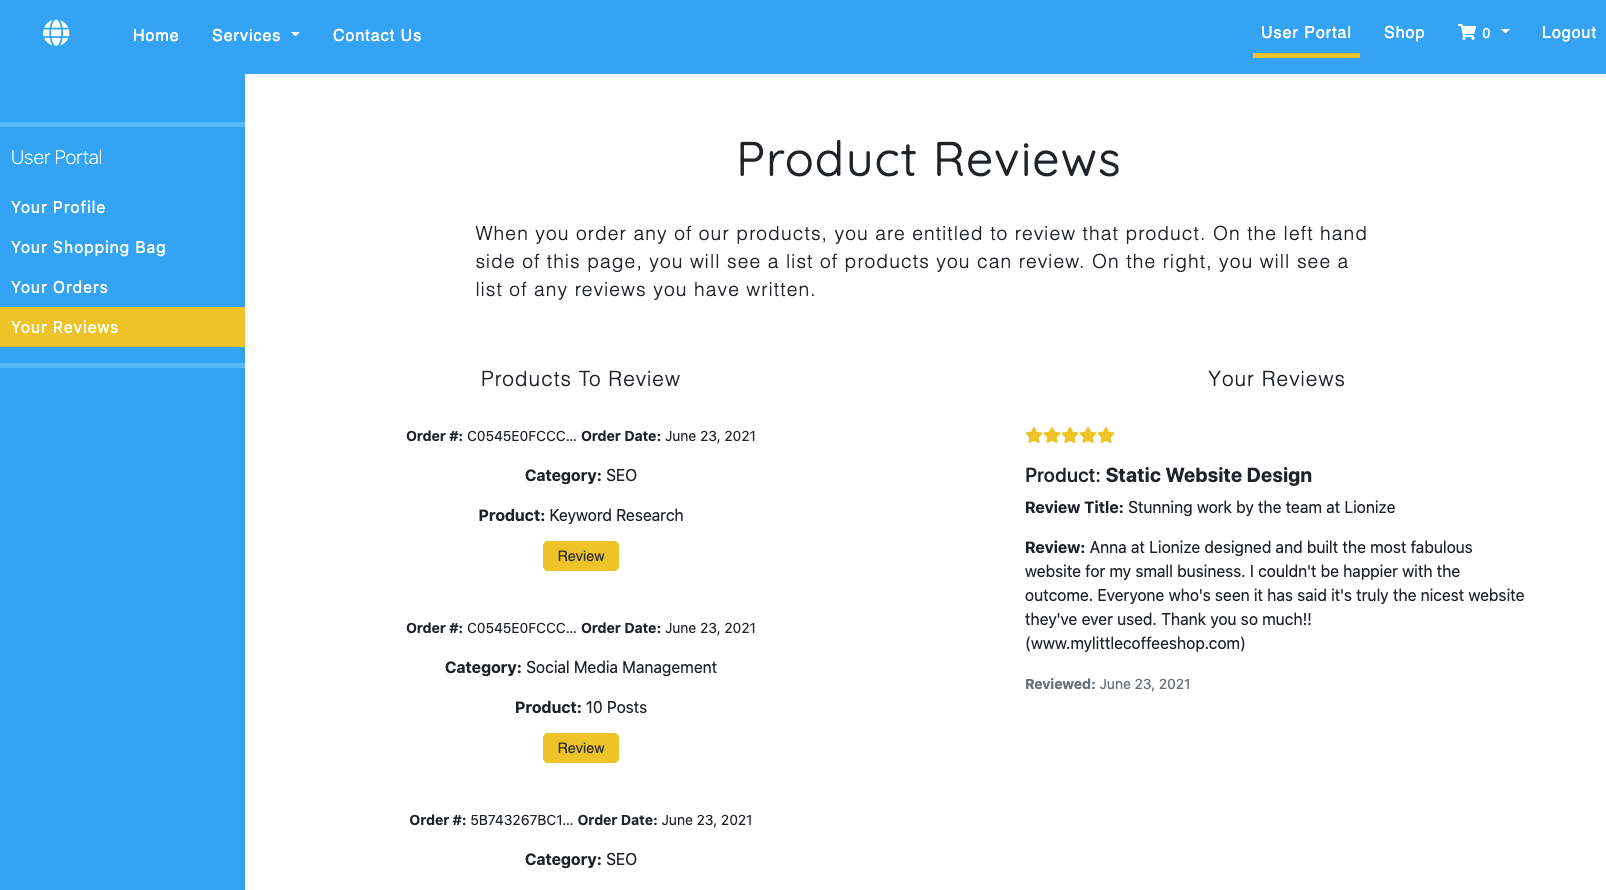 Home
Services
Contact Us
User Portal
Shop
0
Logout
User Portal
Your Profile
Your Shopping Bag
Your Orders
Your Reviews
Product Reviews
When you order any of our products, you are entitled to review that product. On the left hand
side of this page, you will see a list of products you can review. On the right, you will see a
list of any reviews you have written.
Products To Review
Order #: C0545E0FCCC... Order Date: June 23, 2021
Category: SEO
Product: Keyword Research
Review
Order #: C0545E0FCCC... Order Date: June 23, 2021
Category: Social Media Management
Product: 10 Posts
Review
Order #: 5B743267BC1... Order Date: June 23, 2021
Category: SEO
Your Reviews
Product: Static Website Design
Review Title: Stunning work by the team at Lionize
Review: Anna at Lionize designed and built the most fabulous
website for my small business. I couldn't be happier with the
outcome. Everyone who's seen it has said it's truly the nicest website
they've ever used. Thank you so much!!
(www.mylittlecoffeeshop.com)
Reviewed: June 23, 2021